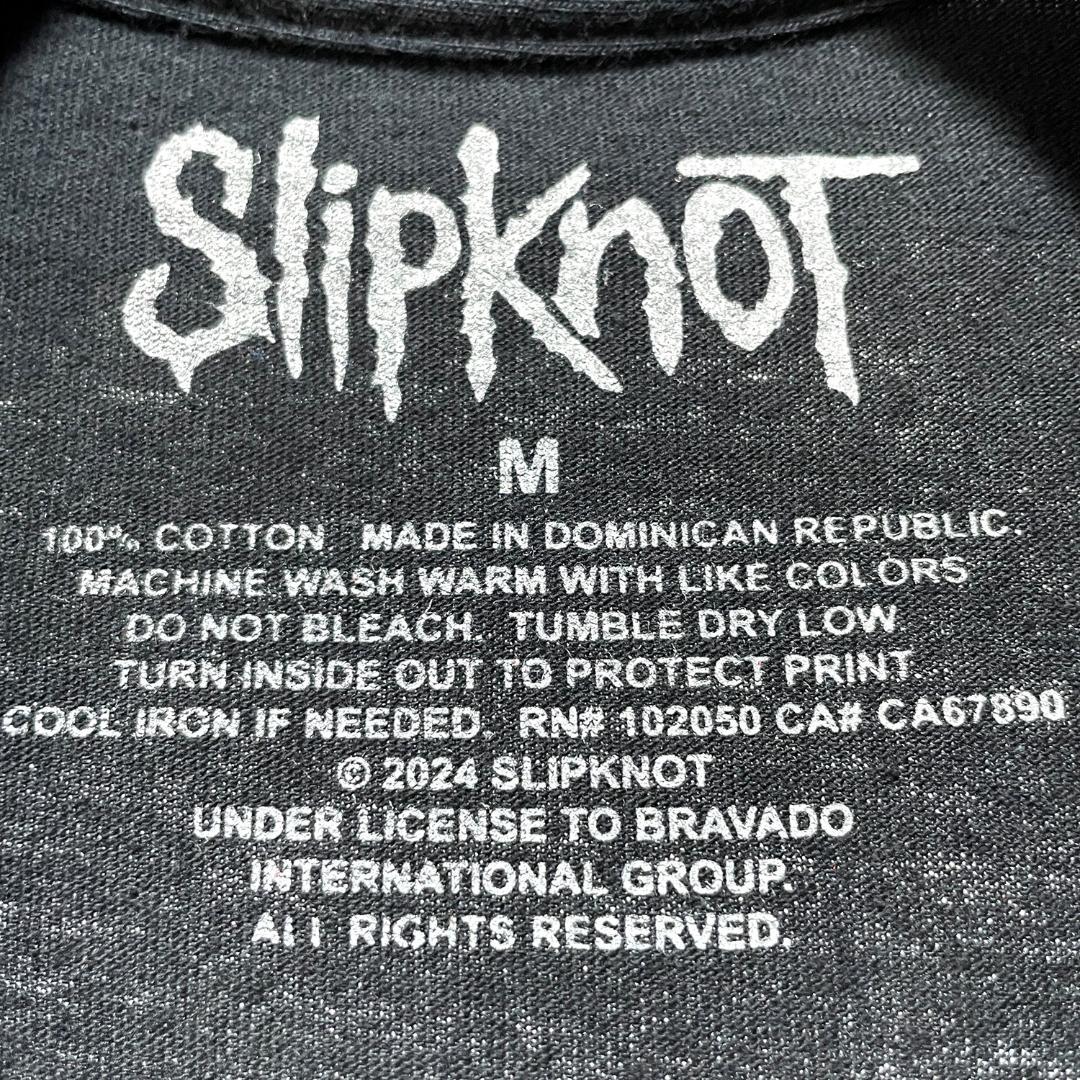 SlipknoT
M
100% COTTON. MADE IN DOMINICAN REPUBLIC.
MACHINE WASH WARM WITH LIKE COLORS
DO NOT BLEACH. TUMBLE DRY LOW
TURN INSIDE OUT TO PROTECT PRINT.
COOL IRON IF NEEDED. RN# 102050 CA# CA67890
© 2024 SLIPKNOT
UNDER LICENSE TO BRAVADO
INTERNATIONAL GROUP.
ALL RIGHTS RESERVED.